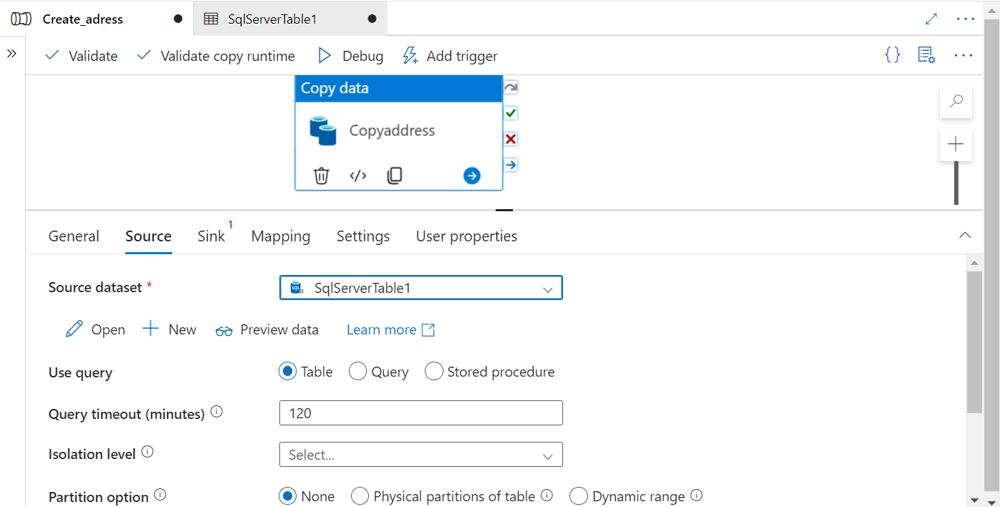 Create_adress SqlServerTable1
Validate Validate copy runtime Debug Add trigger
Copy data
Copyaddress
General Source Sink 1 Mapping Settings User properties
Source dataset * SQL SqlServerTable1
Open New Preview data Learn more
Use query Table Query Stored procedure
Query timeout (minutes) 120
Isolation level Select...
Partition option None Physical partitions of table Dynamic range